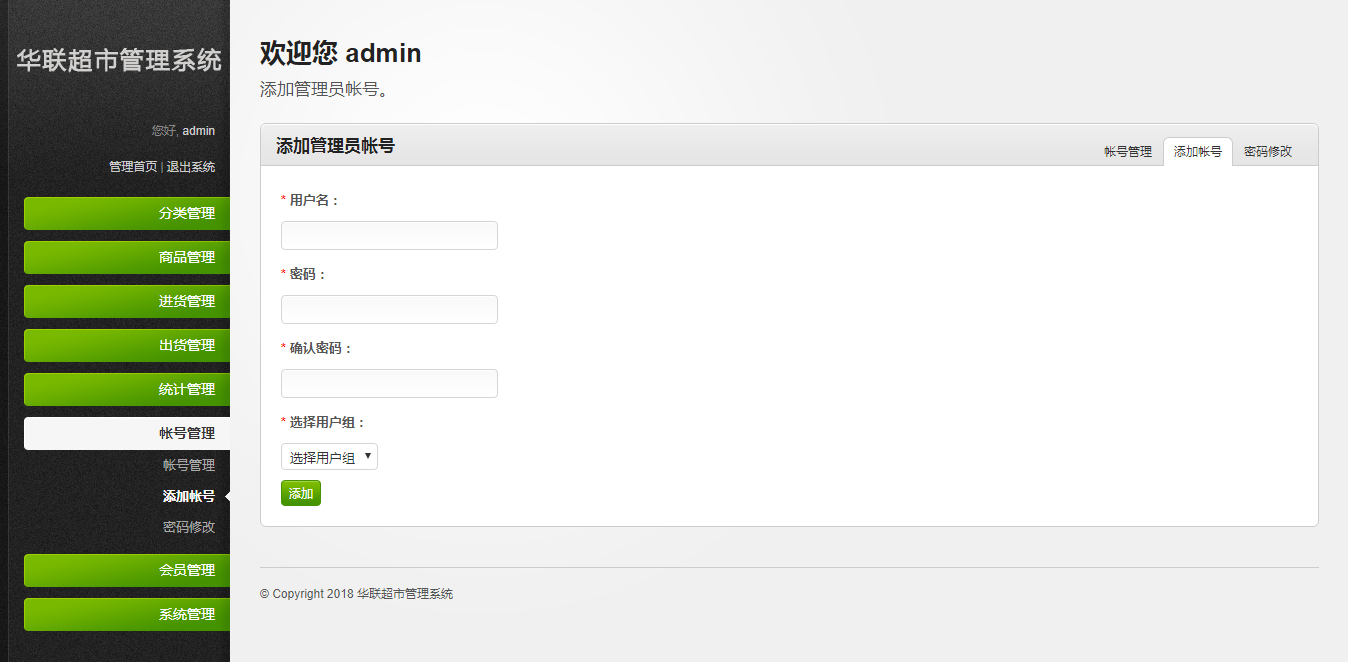 华联超市管理系统
您好, admin
管理首页 | 退出系统
分类管理
商品管理
进货管理
出货管理
统计管理
帐号管理
帐号管理
添加帐号
密码修改
会员管理
系统管理
欢迎您 admin
添加管理员帐号。
添加管理员帐号
帐号管理 添加帐号 密码修改
* 用户名：
* 密码：
* 确认密码：
* 选择用户组：
选择用户组
添加
© Copyright 2018 华联超市管理系统